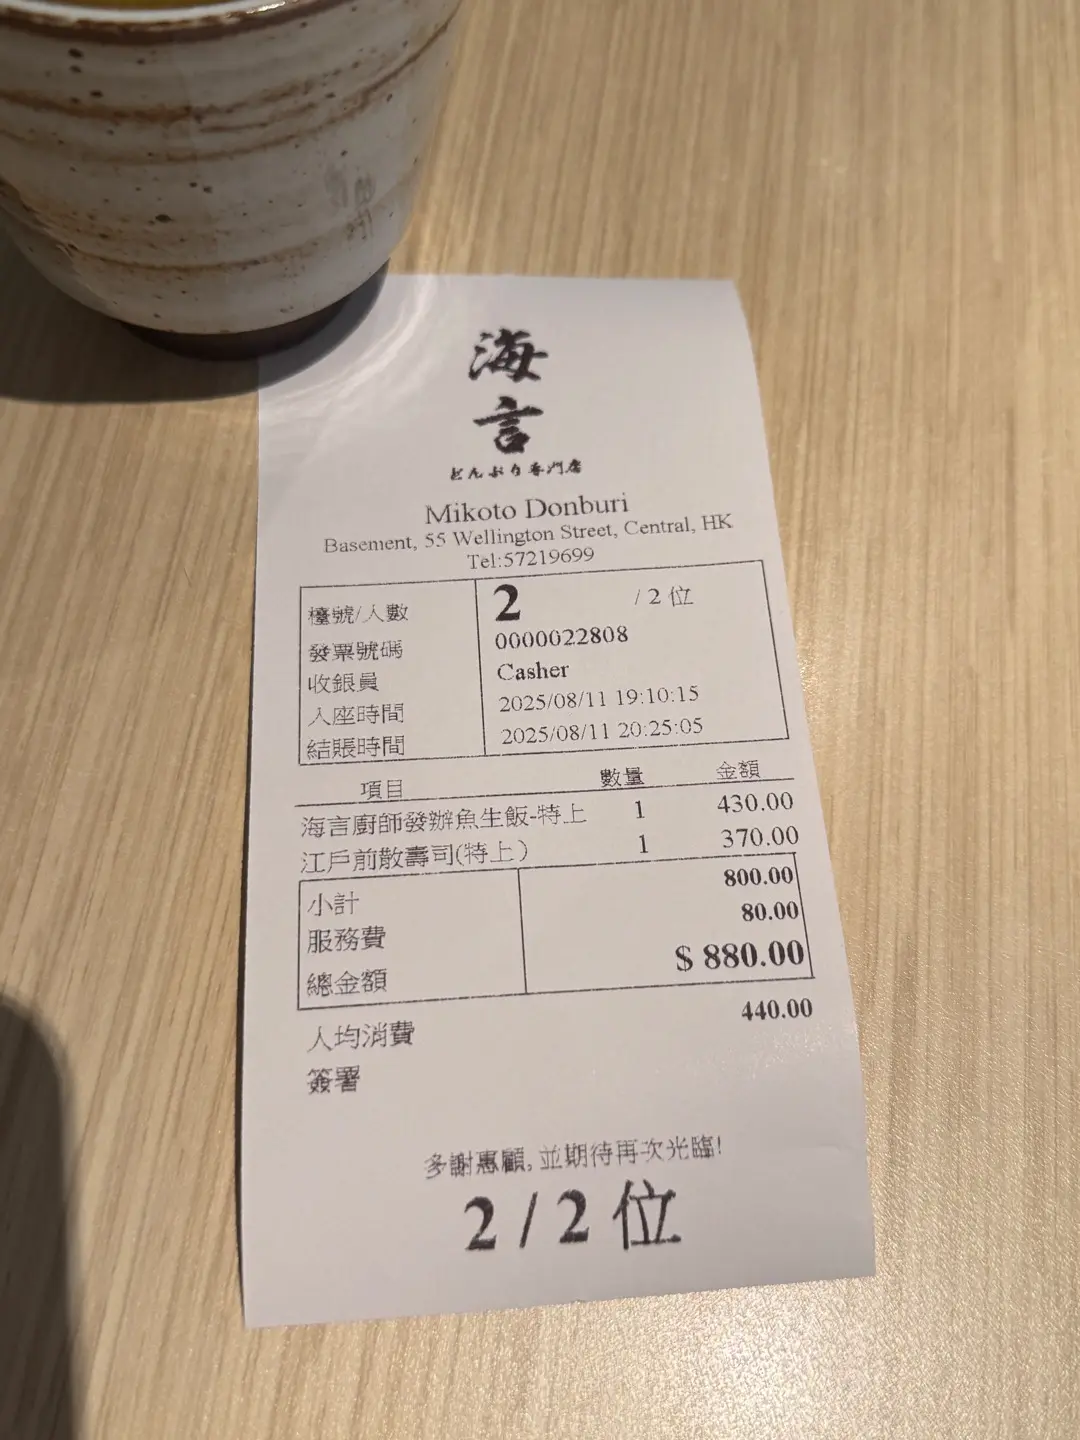 海
言
どんぶり専門店
Mikoto Donburi
Basement, 55 Wellington Street, Central, HK
Tel:57219699
檯號/人數 2 / 2 位
發票號碼 0000022808
收銀員 Casher
入座時間 2025/08/11 19:10:15
結賬時間 2025/08/11 20:25:05
項目 數量 金額
海言廚師發辦魚生飯-特上 1 430.00
江戶前散壽司(特上) 1 370.00
小計 800.00
服務費 80.00
總金額 $ 880.00
人均消費 440.00
簽署
多謝惠顧, 並期待再次光臨!
2 / 2 位